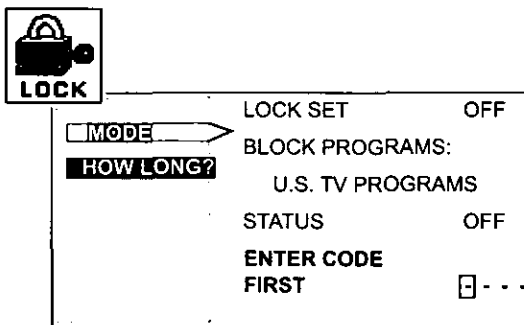 LOCK
LOCK SET OFF
MODE
BLOCK PROGRAMS:
HOW LONG?
U.S. TV PROGRAMS
STATUS OFF
ENTER CODE
FIRST - - - -